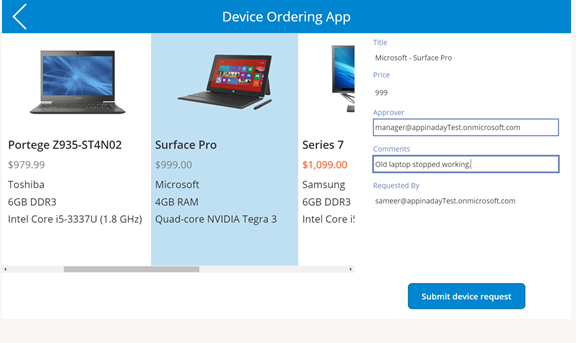 Device Ordering App
Portege Z935-ST4N02
$979.99
Toshiba
6GB DDR3
Intel Core i5-3337U (1.8 GHz)
Surface Pro
$999.00
Microsoft
4GB RAM
Quad-core NVIDIA Tegra 3
Series 7
$1,099.00
Samsung
6GB DDR3
Intel Core i5
Title
Microsoft - Surface Pro
Price
999
Approver
manager@appinadayTest.onmicrosoft.com
Comments
Old laptop stopped working.
Requested By
sameer@appinadayTest.onmicrosoft.com
Submit device request